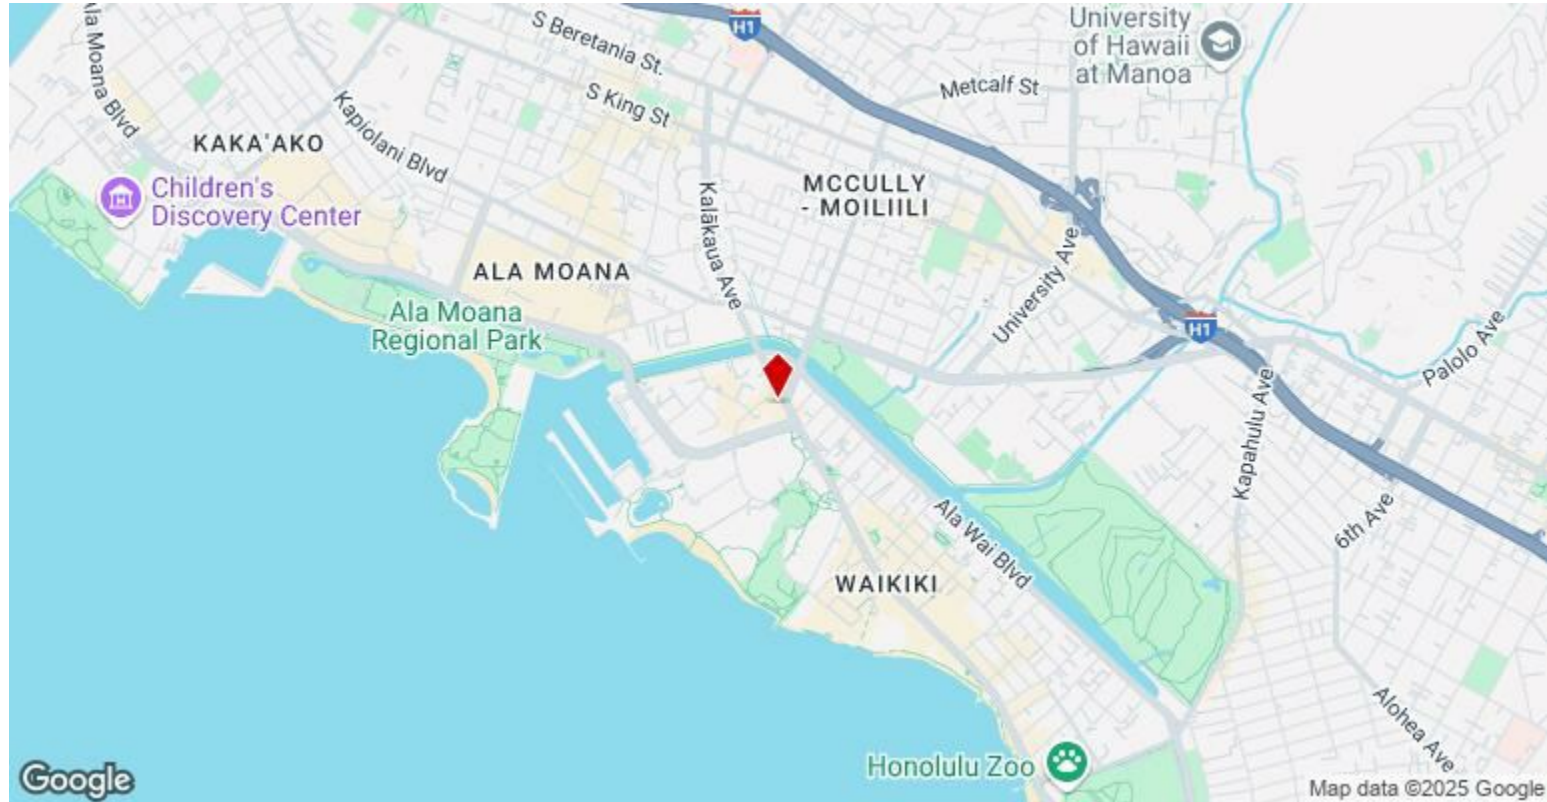 Ala Moana Blvd
S Beretania St.
H1
University
of Hawaii
at Manoa
Metcalf St
S King St
Kapiolani Blvd
KAKA'AKO
Children's
Discovery Center
Kalākaua Ave
MCCULLY
- MOILIILI
ALA MOANA
University Ave
Ala Moana
Regional Park
H1
Palolo Ave
Kapahulu Ave
6th Ave
Ala Wai Blvd
WAIKIKI
Alohea Ave
Honolulu Zoo
Google
Map data ©2025 Google